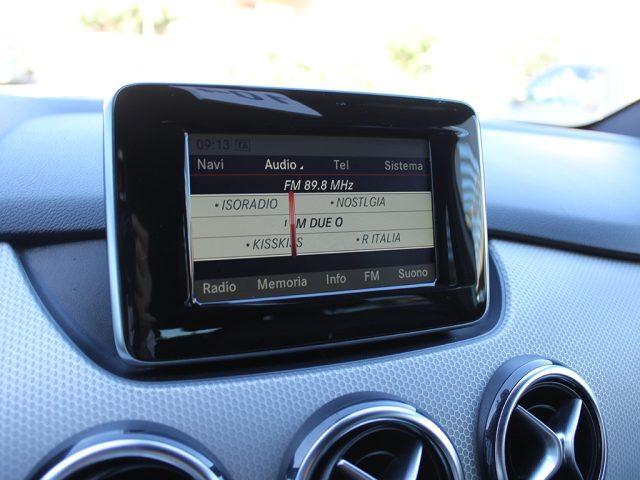 09:13 TA
Navi Audio Tel Sistema
FM 89.8 MHz
• ISORADIO • NOSTLGIA
M DUE O
• KISSKISS • R ITALIA
Radio Memoria Info FM Suono